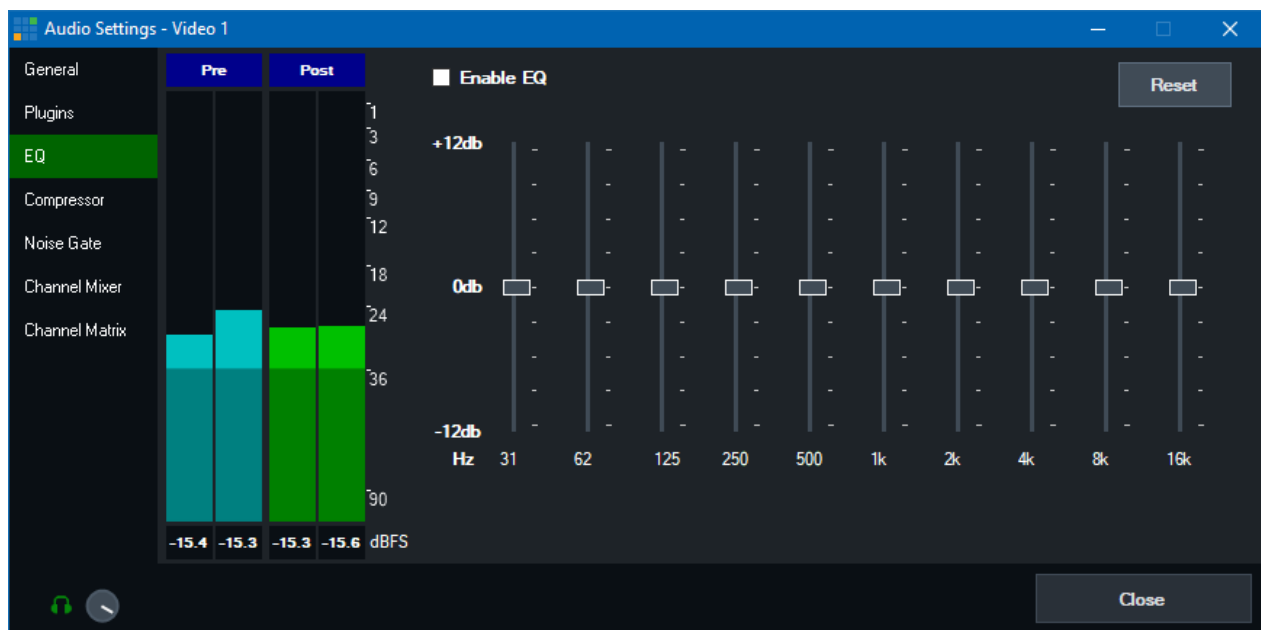 Audio Settings - Video 1
General
Plugins
EQ
Compressor
Noise Gate
Channel Mixer
Channel Matrix
Pre Post
1
3
6
9
12
18
24
36
90
-15.4 -15.3 -15.3 -15.6 dBFS
Enable EQ
Reset
+12db
0db
-12db
Hz 31 62 125 250 500 1k 2k 4k 8k 16k
Close